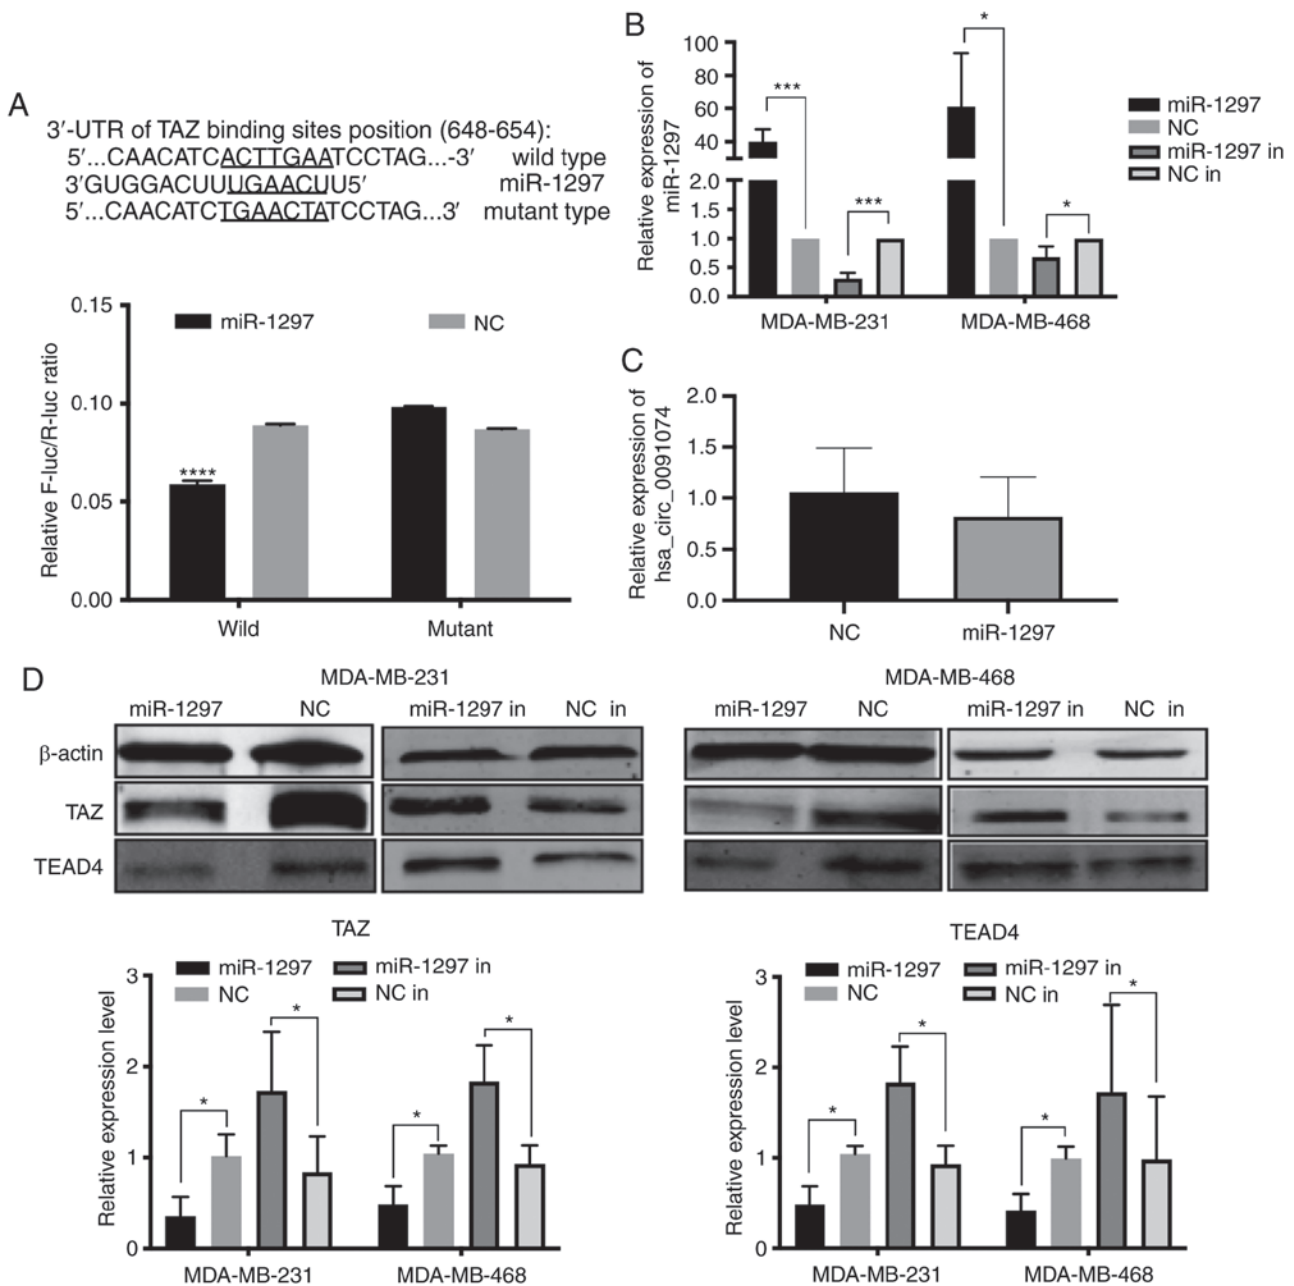 A
3′-UTR of TAZ binding sites position (648-654):
5′...CAACATCACTTGAATCCTAG...-3′ wild type
3′GUGGACUUUGAACUUU5′ miR-1297
5′...CAACATCTGAACTATCCTAG...3′ mutant type
Relative F-luc/R-luc ratio
0.15
0.10
0.05
0.00
miR-1297
NC
****
Wild
Mutant
B
Relative expression of
miR-1297
100
80
60
40
2.0
1.5
1.0
0.5
0.0
***
***
*
*
MDA-MB-231
MDA-MB-468
miR-1297
NC
miR-1297 in
NC in
C
Relative expression of
hsa_circ_0091074
2.0
1.5
1.0
0.5
0.0
NC
miR-1297
D
MDA-MB-231
MDA-MB-468
miR-1297 NC miR-1297 in NC in
miR-1297 NC miR-1297 in NC in
β-actin
TAZ
TEAD4
TAZ
miR-1297
miR-1297 in
NC
NC in
Relative expression level
3
2
1
0
*
*
*
*
MDA-MB-231
MDA-MB-468
TEAD4
miR-1297
miR-1297 in
NC
NC in
Relative expression level
3
2
1
0
*
*
*
*
MDA-MB-231
MDA-MB-468